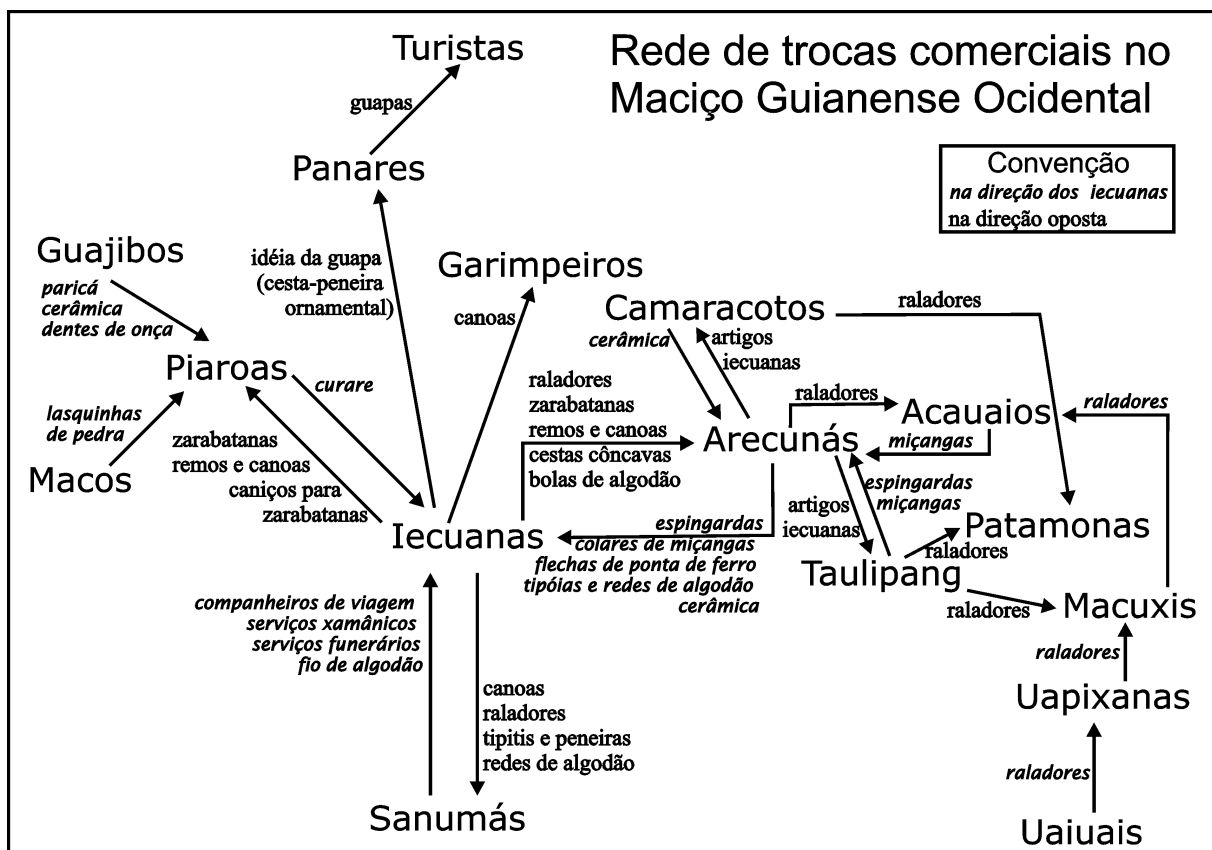 Rede de trocas comerciais no
Maciço Guianense Ocidental
Convenção
na direção dos iecuanas
na direção oposta
Turistas
guapas
Panares
idéia da guapa
(cesta-peneira
ornamental)
Guajibos
paricá
cerâmica
dentes de onça
Piaroas
curare
lasquinhas
de pedra
Macos
zarabatanas
remos e canoas
caniços para
zarabatanas
Garimpeiros
canoas
Camaracotos
cerâmica
artigos
iecuanas
raladores
raladores
zarabatanas
remos e canoas
cestas côncavas
bolas de algodão
Arecunás
raladores
Acauaios
raladores
miçangas
espingardas
miçangas
artigos
iecuanas
Patamonas
raladores
Taulipang
raladores
Macuxis
Iecuanas
espingardas
colares de miçangas
flechas de ponta de ferro
tipóias e redes de algodão
cerâmica
companheiros de viagem
serviços xamânicos
serviços funerários
fio de algodão
canoas
raladores
tipitis e peneiras
redes de algodão
Sanumás
raladores
Uapixanas
raladores
Uaiuais